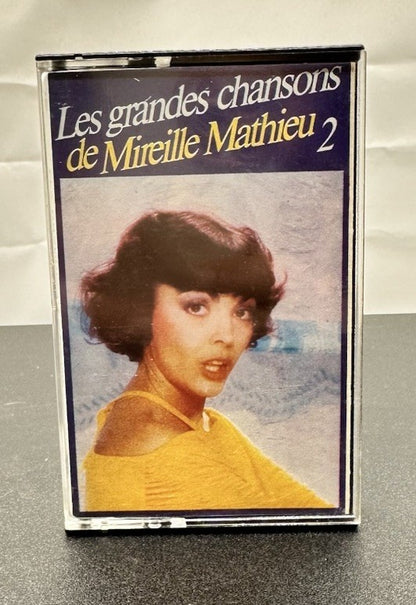 Les grandes chansons
de Mireille Mathieu 2